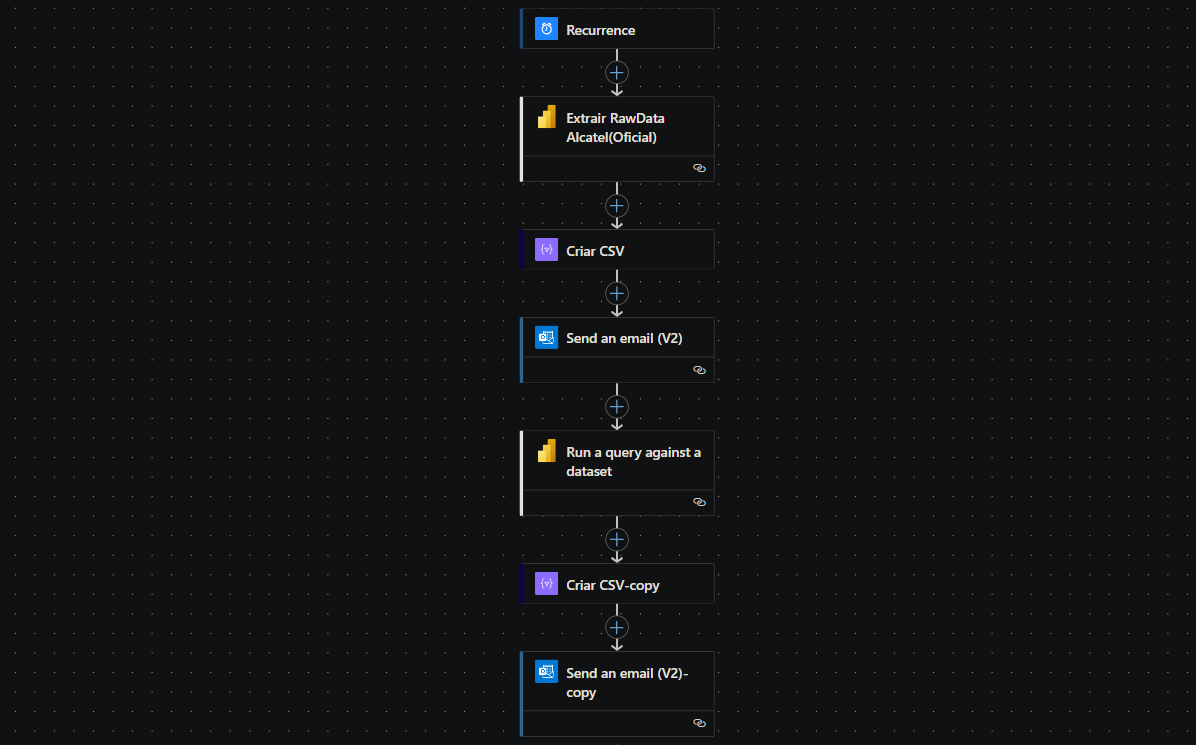 Recurrence
Extrair RawData
Alcatel(Oficial)
Criar CSV
Send an email (V2)
Run a query against a
dataset
Criar CSV-copy
Send an email (V2)-
copy